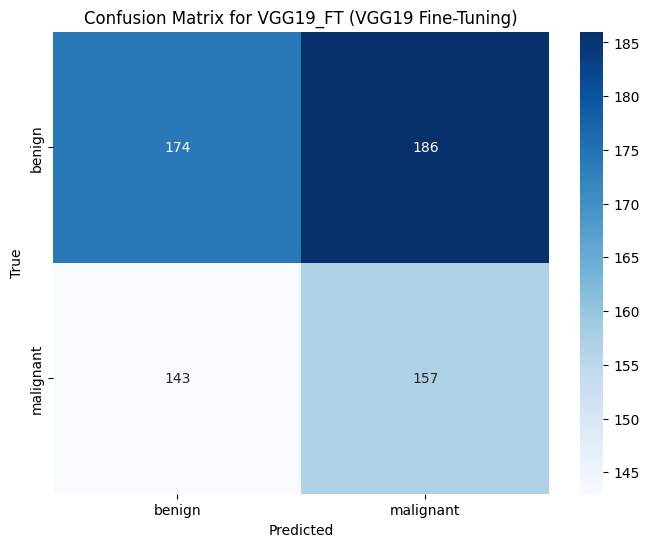 Confusion Matrix for VGG19_FT (VGG19 Fine-Tuning)
True
benign
174
186
malignant
143
157
benign
malignant
Predicted
185
180
175
170
165
160
155
150
145